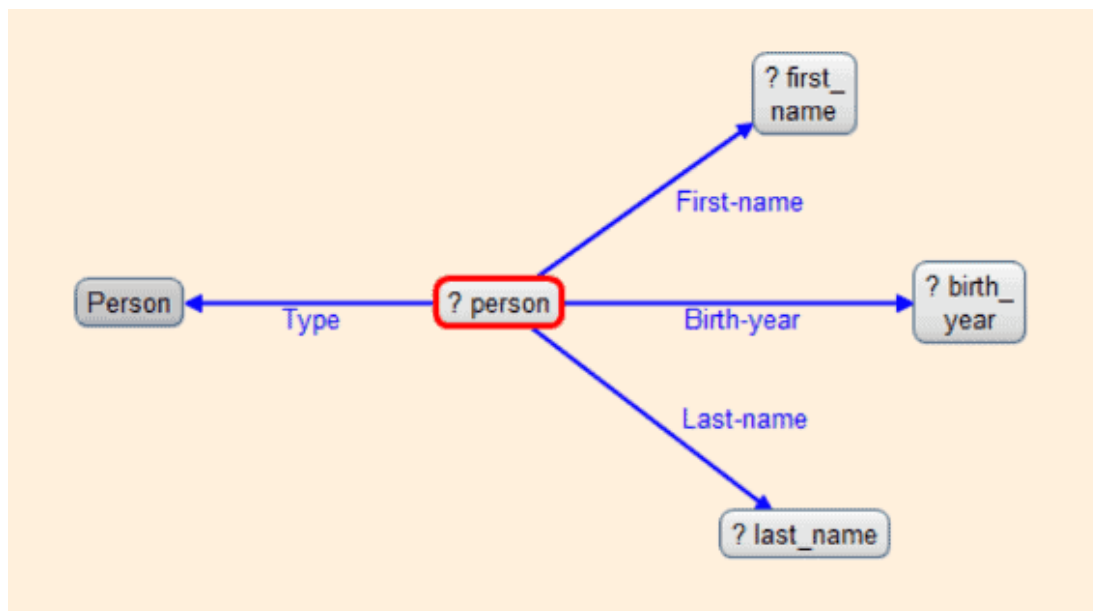 ? first_
name
First-name
Person
Type
? person
Birth-year
? birth_
year
Last-name
? last_name